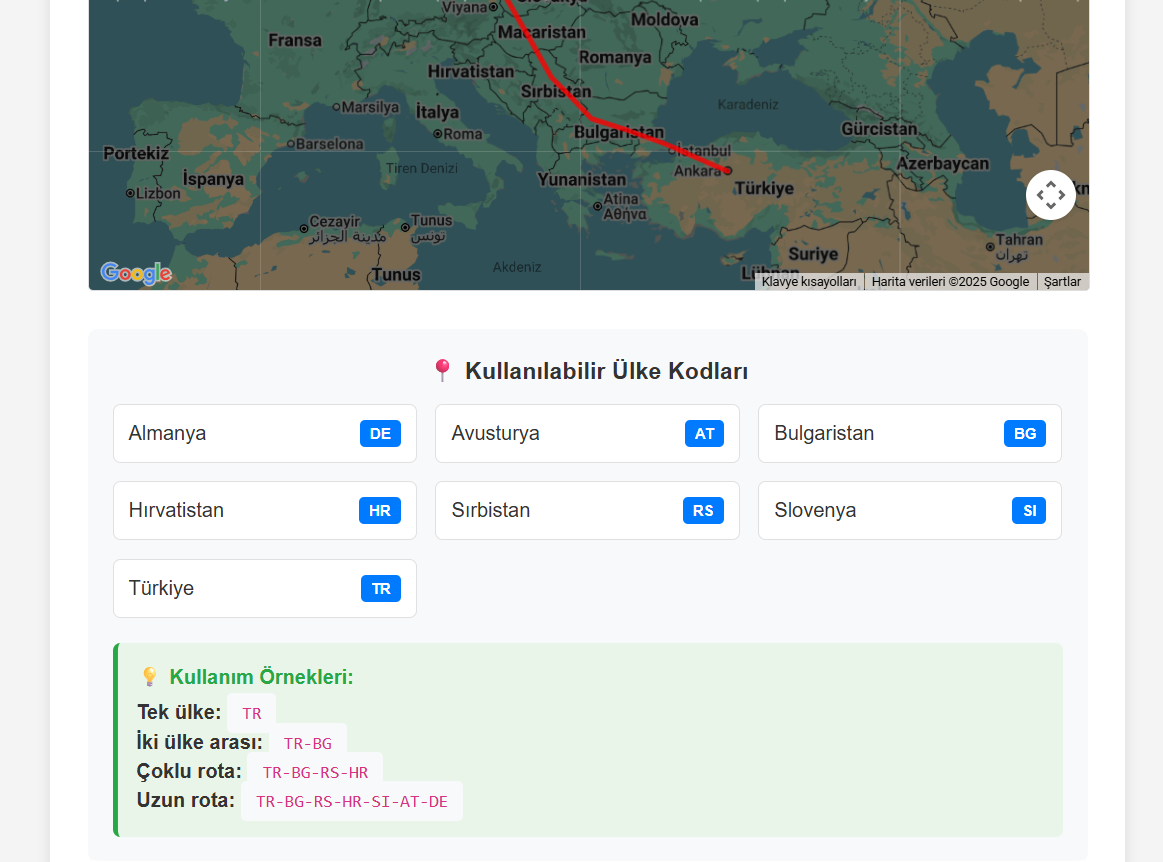 Viyana
Moldova
Fransa
Macaristan
Romanya
Hırvatistan
Sırbistan
Marsilya
İtalya
Karadeniz
Roma
Bulgaristan
Gürcistan
Barselona
İstanbul
Portekiz
Tiren Denizi
Ankara
Azerbaycan
İspanya
Yunanistan
Türkiye
Lizbon
Atina
Αθήνα
Cezayir
مدينة الجزائر
Tunus
تونس
Tahran
تهران
Suriye
Akdeniz
Lübnan
Google
Tunus
Klavye kısayolları
Harita verileri ©2025 Google
Şartlar
📍 Kullanılabilir Ülke Kodları
Almanya DE
Avusturya AT
Bulgaristan BG
Hırvatistan HR
Sırbistan RS
Slovenya SI
Türkiye TR
💡 Kullanım Örnekleri:
Tek ülke: TR
İki ülke arası: TR-BG
Çoklu rota: TR-BG-RS-HR
Uzun rota: TR-BG-RS-HR-SI-AT-DE